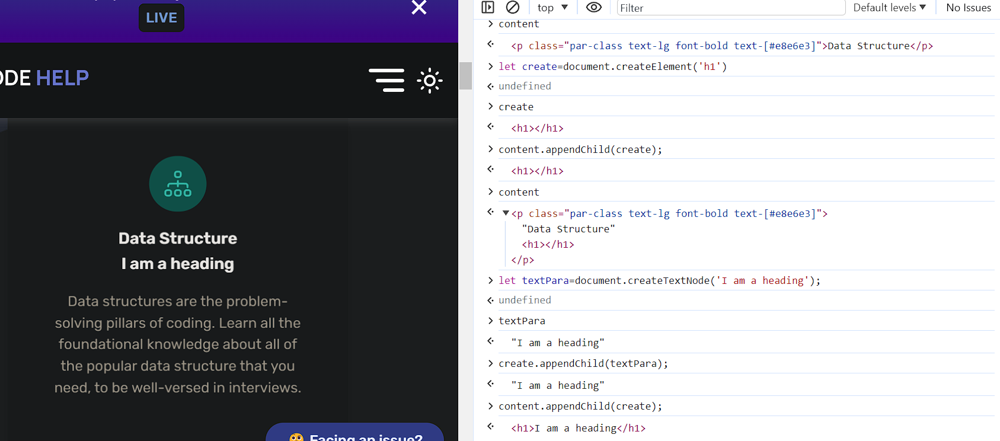 LIVE
ODE HELP
Data Structure
I am a heading
Data structures are the problem-
solving pillars of coding. Learn all the
foundational knowledge about all of
the popular data structure that you
need, to be well-versed in interviews.
Facing an issue?
top
Filter
Default levels
No Issues
content
<p class="par-class text-lg font-bold text-[#e8e6e3]">Data Structure</p>
let create=document.createElement('h1')
undefined
create
<h1></h1>
content.appendChild(create);
<h1></h1>
content
<p class="par-class text-lg font-bold text-[#e8e6e3]">
"Data Structure"
<h1></h1>
</p>
let textPara=document.createTextNode('I am a heading');
undefined
textPara
"I am a heading"
create.appendChild(textPara);
"I am a heading"
content.appendChild(create);
<h1>I am a heading</h1>